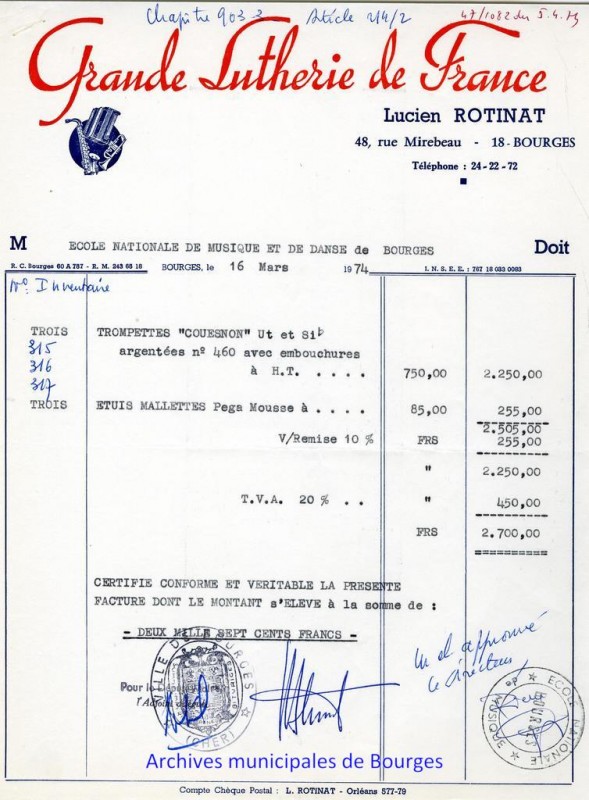 Chapitre 903-3 Article 214/2
47/1082 du 5.4.79
Grande Lutherie de France
Lucien ROTINAT
48, rue Mirebeau - 18-BOURGES
Téléphone : 24-22-72
M ECOLE NATIONALE DE MUSIQUE ET DE DANSE de BOURGES Doit
R. C. Bourges 60 A 787 - R. M. 243 68 18 BOURGES, le 16 Mars 1974 I. N. S. E. E. : 767 18 033 0083
No. Inventaire
TROIS TROMPETTES "COUESNON" Ut et Sib
315 argentées nº 460 avec embouchures
316 à H.T. . . . . 750,00 2.250,00
317
TROIS ETUIS MALLETTES Pega Mousse à . . . . 85,00 255,00
2.505,00
V/Remise 10 % FRS 255,00
" 2.250,00
T.V.A. 20 % . . " 450,00
FRS 2.700,00
CERTIFIE CONFORME ET VERITABLE LA PRESENTE
FACTURE DONT LE MONTANT s'ELEVE à la somme de :
- DEUX MILLE SEPT CENTS FRANCS -
Vu et approuvé
Le directeur
VILLE DE BOURGES
(CHER)
Pour le
l'Adjoint
ECOLE NATIONALE DE MUSIQUE
BOURGES
Archives municipales de Bourges
Compte Chèque Postal : L. ROTINAT - Orléans 577-79